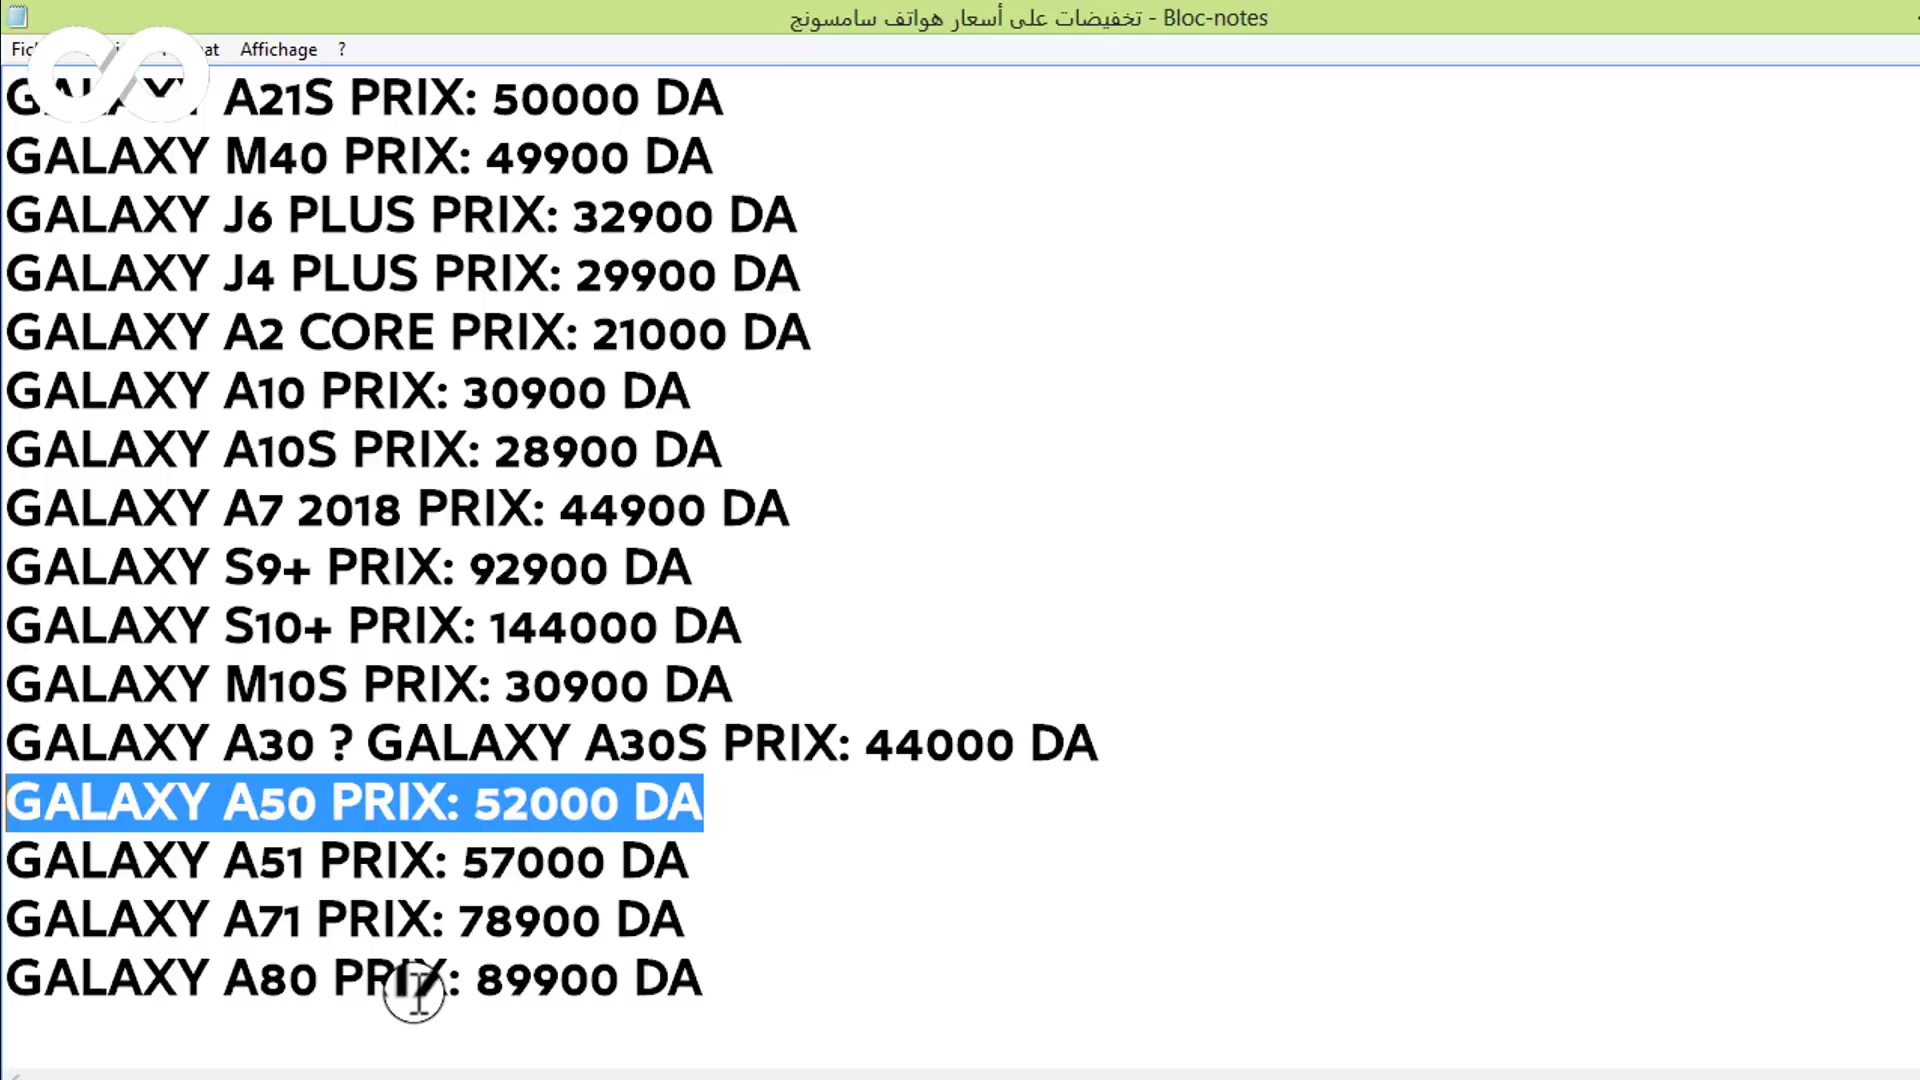 تخفيضات على أسعار هواتف سامسونج - Bloc-notes
Affichage ?
GALAXY A21S PRIX: 50000 DA
GALAXY M40 PRIX: 49900 DA
GALAXY J6 PLUS PRIX: 32900 DA
GALAXY J4 PLUS PRIX: 29900 DA
GALAXY A2 CORE PRIX: 21000 DA
GALAXY A10 PRIX: 30900 DA
GALAXY A10S PRIX: 28900 DA
GALAXY A7 2018 PRIX: 44900 DA
GALAXY S9+ PRIX: 92900 DA
GALAXY S10+ PRIX: 144000 DA
GALAXY M10S PRIX: 30900 DA
GALAXY A30 ? GALAXY A30S PRIX: 44000 DA
GALAXY A50 PRIX: 52000 DA
GALAXY A51 PRIX: 57000 DA
GALAXY A71 PRIX: 78900 DA
GALAXY A80 PRIX: 89900 DA